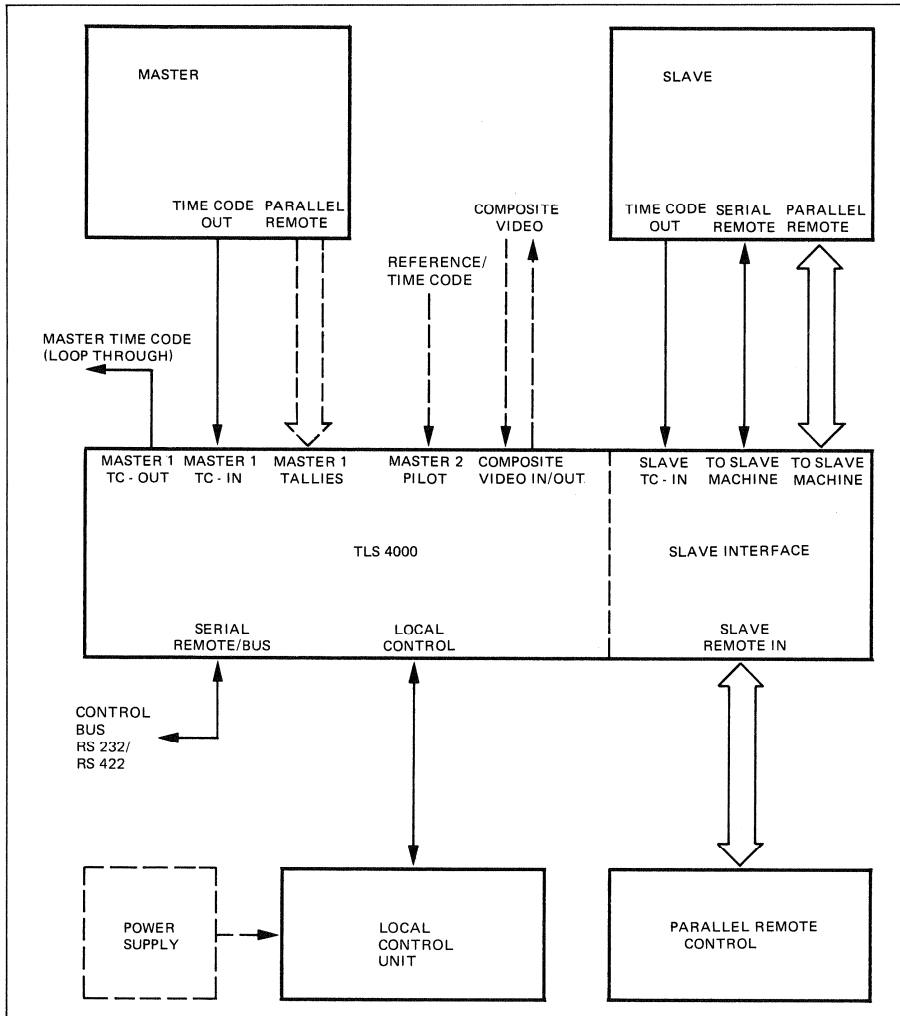 MASTER
SLAVE
TIME CODE
OUT
PARALLEL
REMOTE
COMPOSITE
VIDEO
TIME CODE
OUT
SERIAL
REMOTE
PARALLEL
REMOTE
REFERENCE/
TIME CODE
MASTER TIME CODE
(LOOP THROUGH)
MASTER 1
TC - OUT
MASTER 1
TC - IN
MASTER 1
TALLIES
MASTER 2
PILOT
COMPOSITE
VIDEO IN/OUT
SLAVE
TC - IN
TO SLAVE
MACHINE
TO SLAVE
MACHINE
TLS 4000
SLAVE INTERFACE
SERIAL
REMOTE/BUS
LOCAL
CONTROL
SLAVE
REMOTE IN
CONTROL
BUS
RS 232/
RS 422
POWER
SUPPLY
LOCAL
CONTROL
UNIT
PARALLEL REMOTE
CONTROL